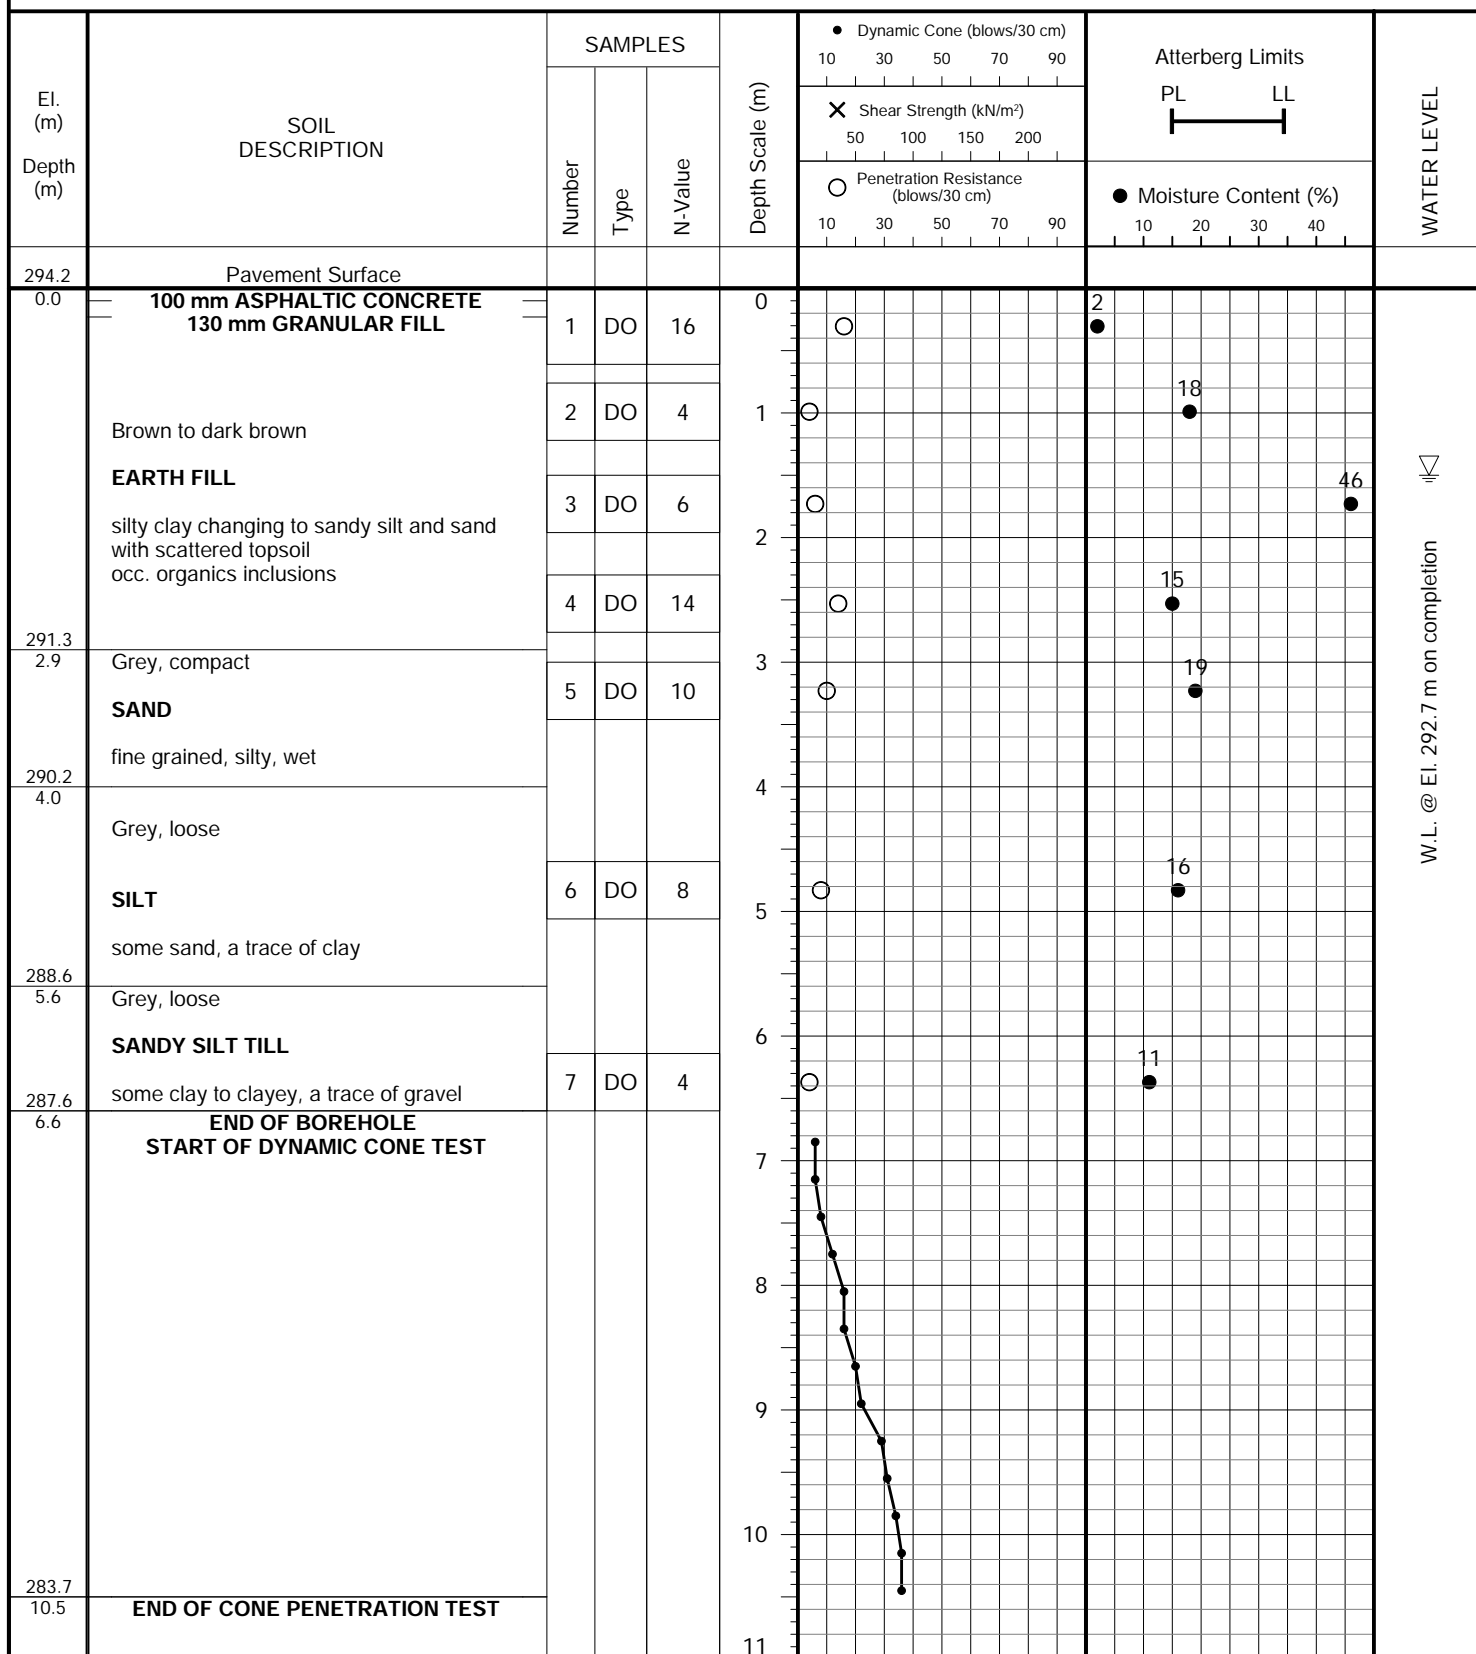 El.
(m)
Depth
(m)
SOIL
DESCRIPTION
SAMPLES
Number
Type
N-Value
Depth Scale (m)
Dynamic Cone (blows/30 cm)
10 30 50 70 90
Shear Strength (kN/m²)
50 100 150 200
Penetration Resistance
(blows/30 cm)
10 30 50 70 90
Atterberg Limits
PL LL
Moisture Content (%)
10 20 30 40
WATER LEVEL
294.2 Pavement Surface
0.0 100 mm ASPHALTIC CONCRETE 0 2
130 mm GRANULAR FILL 1 DO 16
18
2 DO 4 1
Brown to dark brown
EARTH FILL 46
3 DO 6
silty clay changing to sandy silt and sand
2
with scattered topsoil
occ. organics inclusions 15
4 DO 14
291.3
2.9 Grey, compact 3 19
5 DO 10
SAND
fine grained, silty, wet
290.2
4.0 4
Grey, loose
16
SILT 6 DO 8
5
some sand, a trace of clay
288.6
5.6 Grey, loose
6
SANDY SILT TILL 11
7 DO 4
287.6 some clay to clayey, a trace of gravel
6.6 END OF BOREHOLE
START OF DYNAMIC CONE TEST
7
8
9
10
283.7
10.5 END OF CONE PENETRATION TEST
11
W.L. @ El. 292.7 m on completion